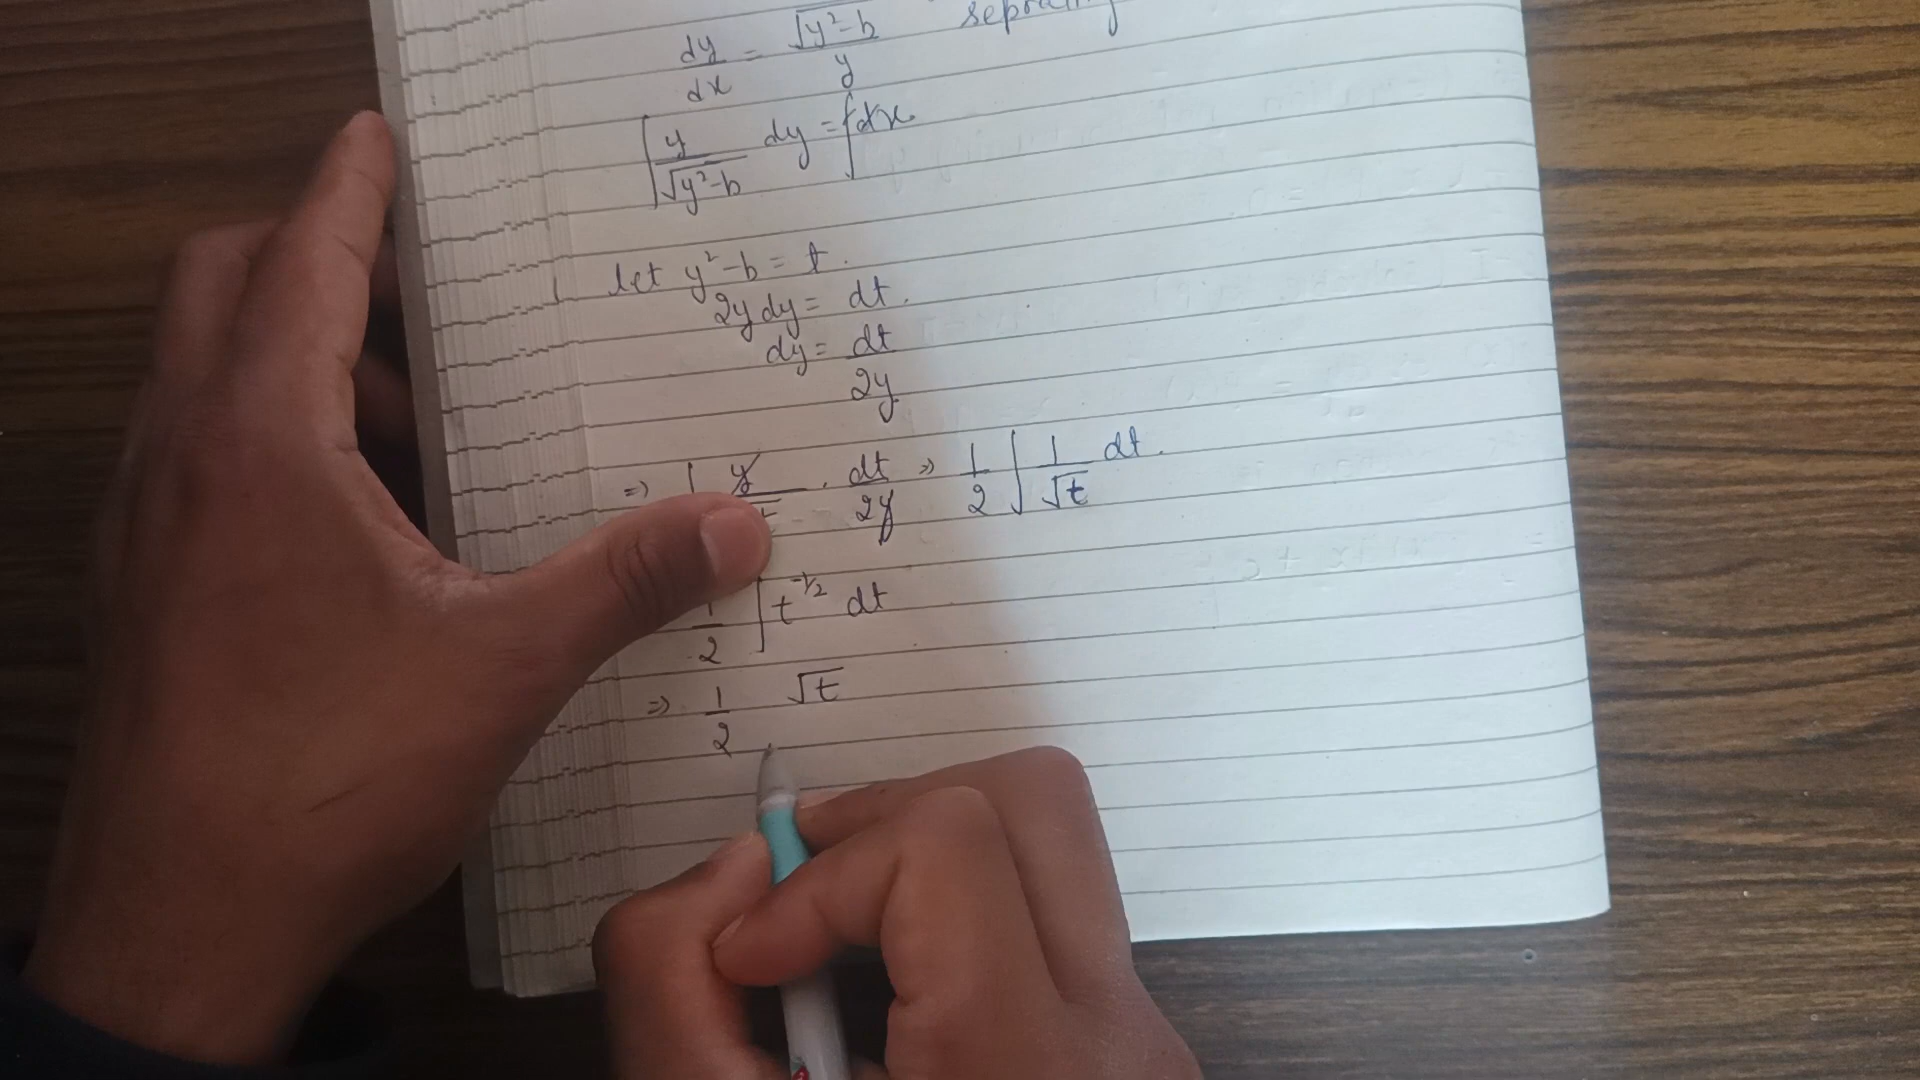 dy/dx = √y²-b / y
∫ y/√y²-b dy = ∫dx
let y²-b = t.
2y dy = dt.
dy = dt/2y
⇒ ∫ y/ . dt/2y ⇒ 1/2 ∫ 1/√t dt.
1/2 ∫ t^-1/2 dt
⇒ 1/2 √t